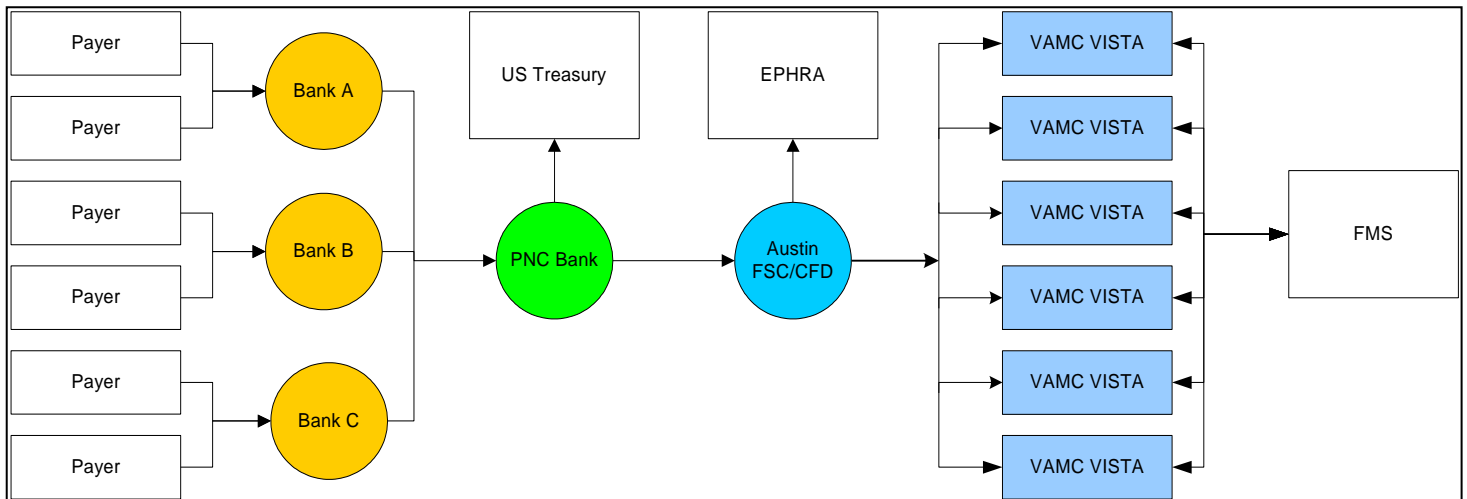 Payer
Payer
Payer
Payer
Payer
Payer
Bank A
Bank B
Bank C
US Treasury
PNC Bank
EPHRA
Austin
FSC/CFD
VAMC VISTA
VAMC VISTA
VAMC VISTA
VAMC VISTA
VAMC VISTA
VAMC VISTA
FMS